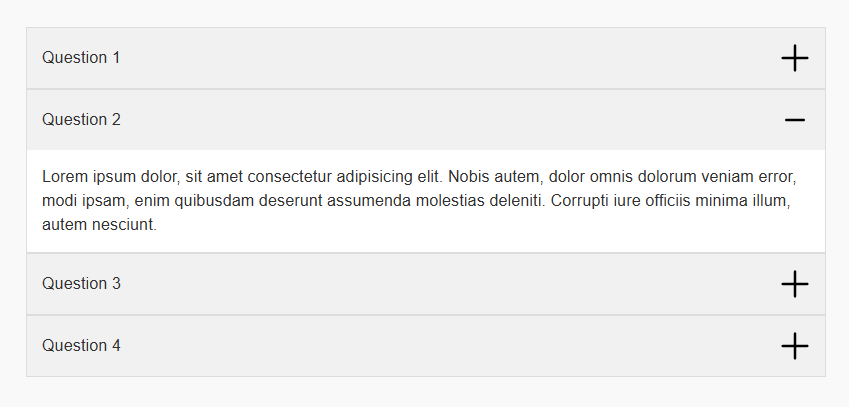 Question 1
Question 2
Lorem ipsum dolor, sit amet consectetur adipisicing elit. Nobis autem, dolor omnis dolorum veniam error,
modi ipsam, enim quibusdam deserunt assumenda molestias deleniti. Corrupti iure officiis minima illum,
autem nesciunt.
Question 3
Question 4